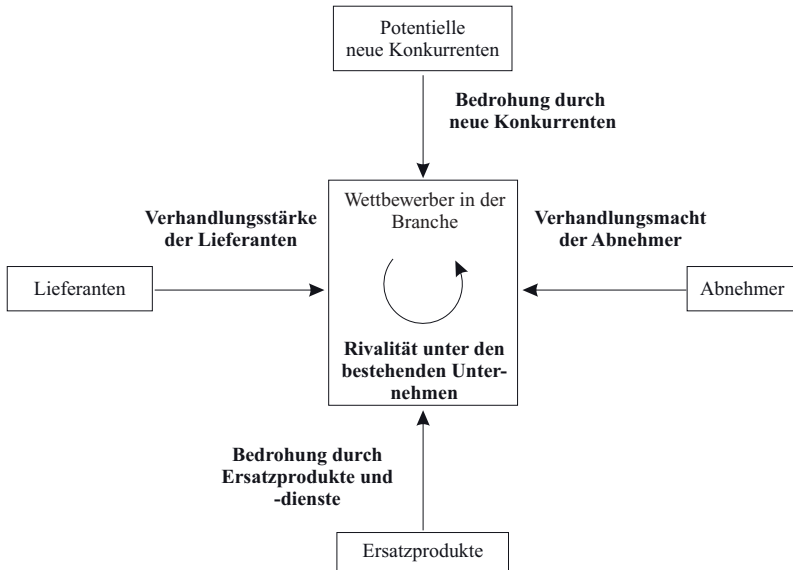 Potentielle
neue Konkurrenten
Bedrohung durch
neue Konkurrenten
Wettbewerber in der
Branche
Verhandlungsstärke
der Lieferanten
Verhandlungsmacht
der Abnehmer
Lieferanten
Abnehmer
Rivalität unter den
bestehenden Unter-
nehmen
Bedrohung durch
Ersatzprodukte und
-dienste
Ersatzprodukte